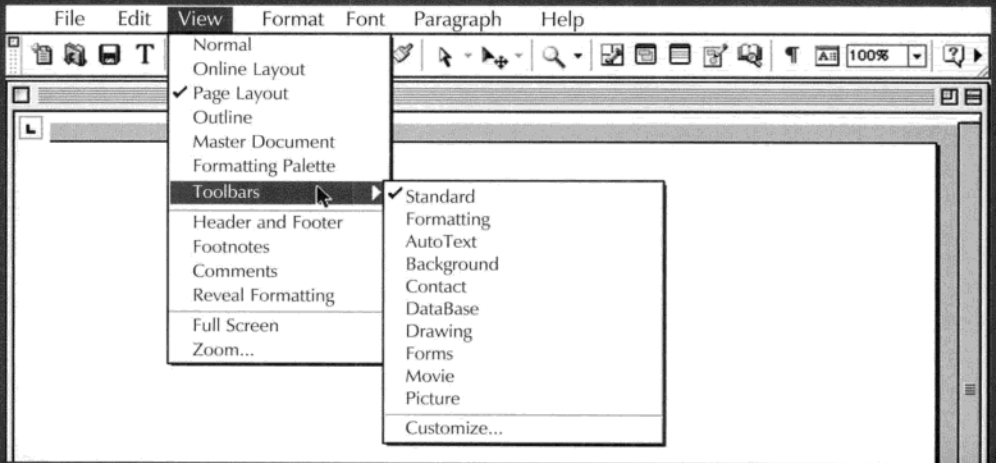 File Edit View Format Font Paragraph Help
T ¶ A 100% ?
L
Normal
Online Layout
✓ Page Layout
Outline
Master Document
Formatting Palette
Toolbars
Header and Footer
Footnotes
Comments
Reveal Formatting
Full Screen
Zoom...
✓ Standard
Formatting
AutoText
Background
Contact
DataBase
Drawing
Forms
Movie
Picture
Customize...